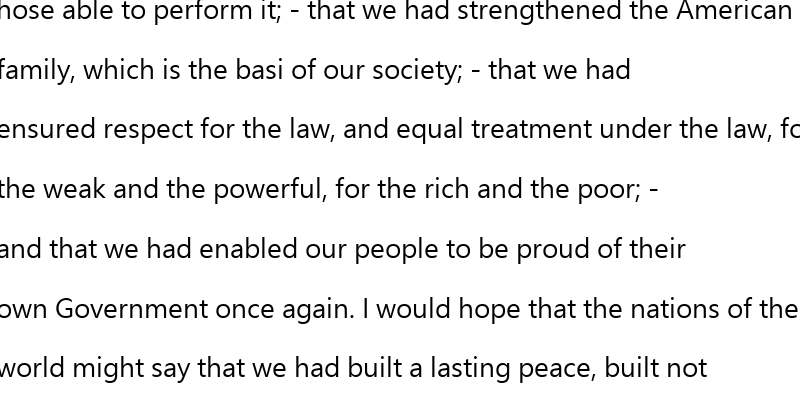 hose able to perform it; - that we had strengthened the American
family, which is the basi of our society; - that we had
ensured respect for the law, and equal treatment under the law, fo
the weak and the powerful, for the rich and the poor; -
and that we had enabled our people to be proud of their
own Government once again. I would hope that the nations of the
world might say that we had built a lasting peace, built not